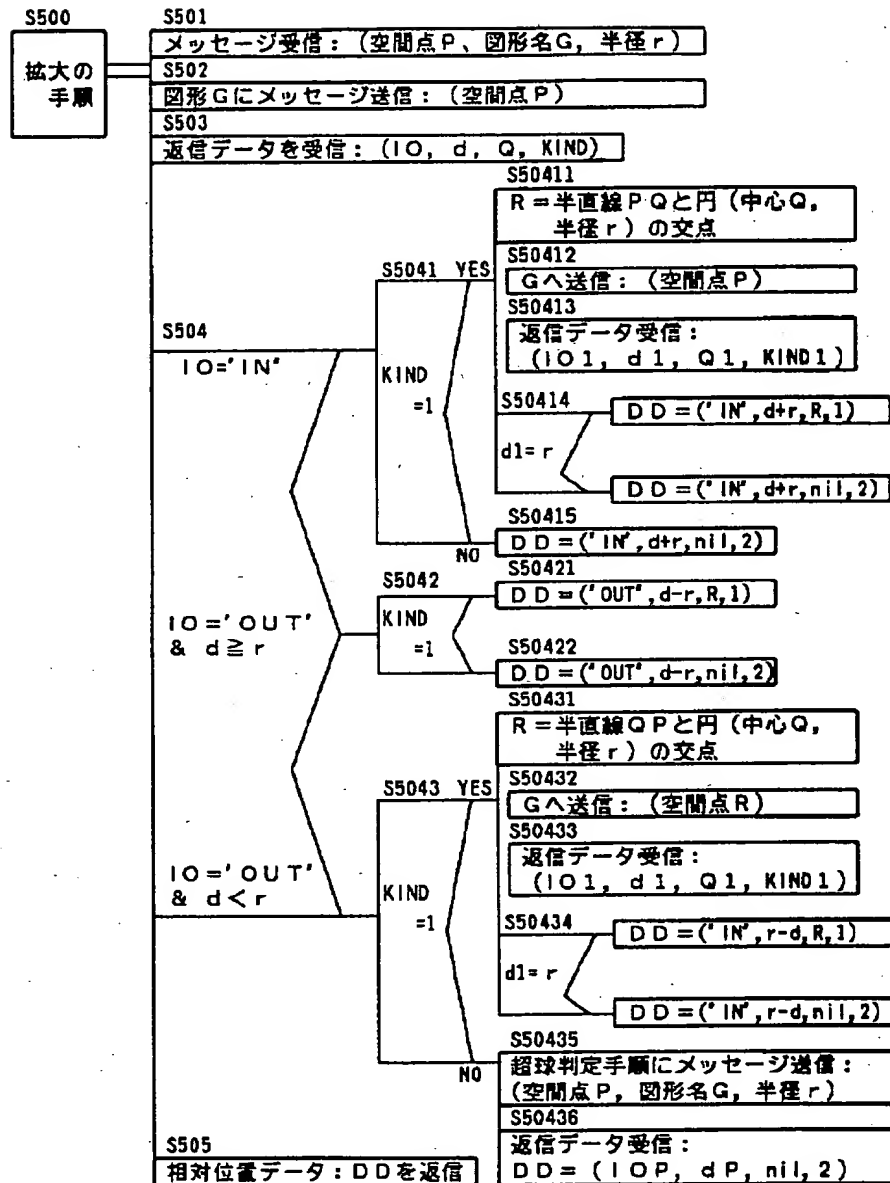 S500
拡大の
手順
S501
メッセージ受信：（空間点P、図形名G，半径r）
S502
図形Gにメッセージ送信：（空間点P）
S503
返信データを受信：（IO，d，Q，KIND）
S504
IO='IN'
S5041 YES
KIND
=1
S50411
R＝半直線PQと円（中心Q，
半径r）の交点
S50412
Gへ送信：（空間点P）
S50413
返信データ受信：
（IO1，d1，Q1，KIND1）
S50414
d1=r
DD=('IN',d+r,R,1)
DD=('IN',d+r,nil,2)
NO
S50415
DD=('IN',d+r,nil,2)
IO='OUT'
& d≧r
S5042
KIND
=1
S50421
DD=('OUT',d-r,R,1)
S50422
DD=('OUT',d-r,nil,2)
IO='OUT'
& d<r
S5043 YES
KIND
=1
S50431
R＝半直線QPと円（中心Q，
半径r）の交点
S50432
Gへ送信：（空間点R）
S50433
返信データ受信：
（IO1，d1，Q1，KIND1）
S50434
d1=r
DD=('IN',r-d,R,1)
DD=('IN',r-d,nil,2)
NO
S50435
超球判定手順にメッセージ送信：
（空間点P，図形名G，半径r）
S50436
返信データ受信：
DD=（IOP，dP，nil，2）
S505
相対位置データ：DDを返信